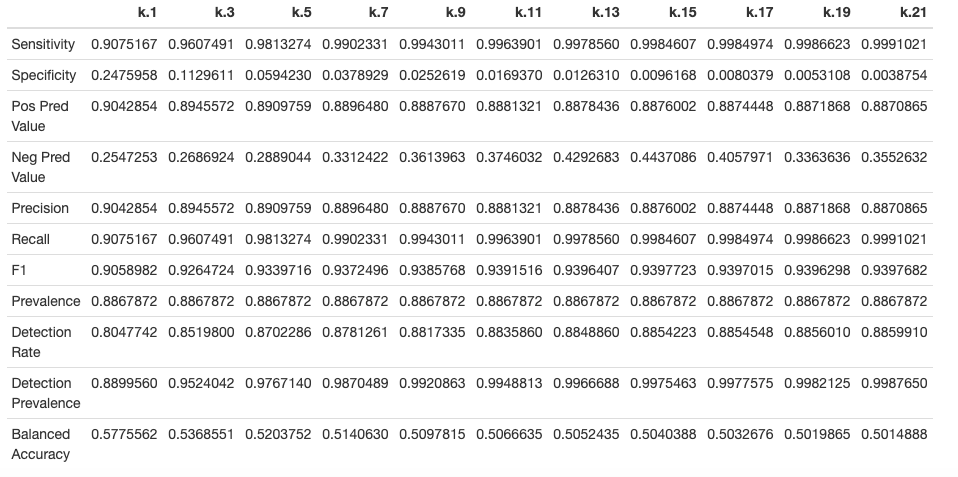 k.1 k.3 k.5 k.7 k.9 k.11 k.13 k.15 k.17 k.19 k.21
Sensitivity 0.9075167 0.9607491 0.9813274 0.9902331 0.9943011 0.9963901 0.9978560 0.9984607 0.9984974 0.9986623 0.9991021
Specificity 0.2475958 0.1129611 0.0594230 0.0378929 0.0252619 0.0169370 0.0126310 0.0096168 0.0080379 0.0053108 0.0038754
Pos Pred 0.9042854 0.8945572 0.8909759 0.8896480 0.8887670 0.8881321 0.8878436 0.8876002 0.8874448 0.8871868 0.8870865
Value
Neg Pred 0.2547253 0.2686924 0.2889044 0.3312422 0.3613963 0.3746032 0.4292683 0.4437086 0.4057971 0.3363636 0.3552632
Value
Precision 0.9042854 0.8945572 0.8909759 0.8896480 0.8887670 0.8881321 0.8878436 0.8876002 0.8874448 0.8871868 0.8870865
Recall 0.9075167 0.9607491 0.9813274 0.9902331 0.9943011 0.9963901 0.9978560 0.9984607 0.9984974 0.9986623 0.9991021
F1 0.9058982 0.9264724 0.9339716 0.9372496 0.9385768 0.9391516 0.9396407 0.9397723 0.9397015 0.9396298 0.9397682
Prevalence 0.8867872 0.8867872 0.8867872 0.8867872 0.8867872 0.8867872 0.8867872 0.8867872 0.8867872 0.8867872 0.8867872
Detection 0.8047742 0.8519800 0.8702286 0.8781261 0.8817335 0.8835860 0.8848860 0.8854223 0.8854548 0.8856010 0.8859910
Rate
Detection 0.8899560 0.9524042 0.9767140 0.9870489 0.9920863 0.9948813 0.9966688 0.9975463 0.9977575 0.9982125 0.9987650
Prevalence
Balanced 0.5775562 0.5368551 0.5203752 0.5140630 0.5097815 0.5066635 0.5052435 0.5040388 0.5032676 0.5019865 0.5014888
Accuracy